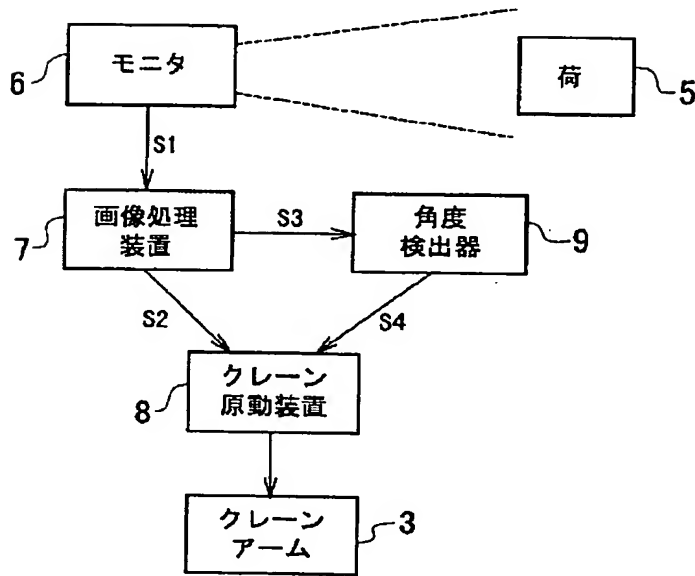 モニタ
6
荷
5
S1
画像処理
装置
7
S3
角度
検出器
9
S2
S4
クレーン
原動装置
8
クレーン
アーム
3